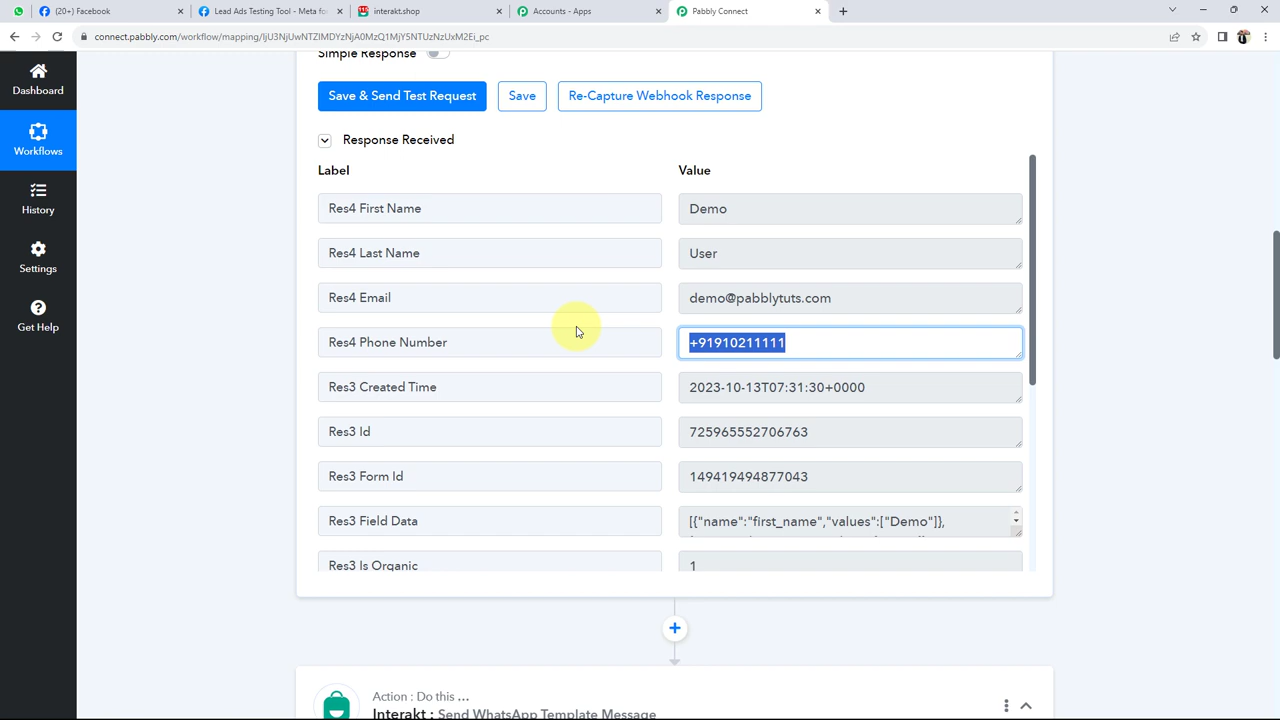 (20+) Facebook
Lead Ads Testing Tool - Meta fo
interakt.shop
Accounts - Apps
Pabbly Connect
connect.pabbly.com/workflow/mapping/IjU3NjUwNTZlMDYzNjA0MzQ1MjY5NTUzNzUxM2Ei_pc
Simple Response
Dashboard
Workflows
History
Settings
Get Help
Save & Send Test Request
Save
Re-Capture Webhook Response
Response Received
Label
Value
Res4 First Name
Demo
Res4 Last Name
User
Res4 Email
demo@pabblytuts.com
Res4 Phone Number
+91910211111
Res3 Created Time
2023-10-13T07:31:30+0000
Res3 Id
725965552706763
Res3 Form Id
149419494877043
Res3 Field Data
[{"name":"first_name","values":["Demo"]},
Res3 Is Organic
1
Action : Do this ...
Interakt : Send WhatsApp Template Message